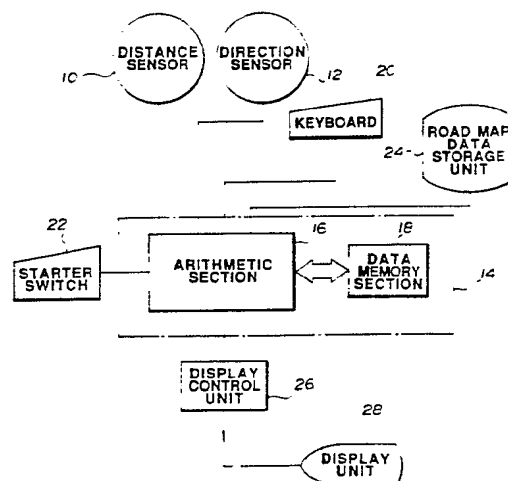 DISTANCE
SENSOR
10
DIRECTION
SENSOR
12
20
KEYBOARD
ROAD MAP
DATA
STORAGE
UNIT
24
22
STARTER
SWITCH
16
ARITHMETIC
SECTION
18
DATA
MEMORY
SECTION
14
DISPLAY
CONTROL
UNIT
26
28
DISPLAY
UNIT